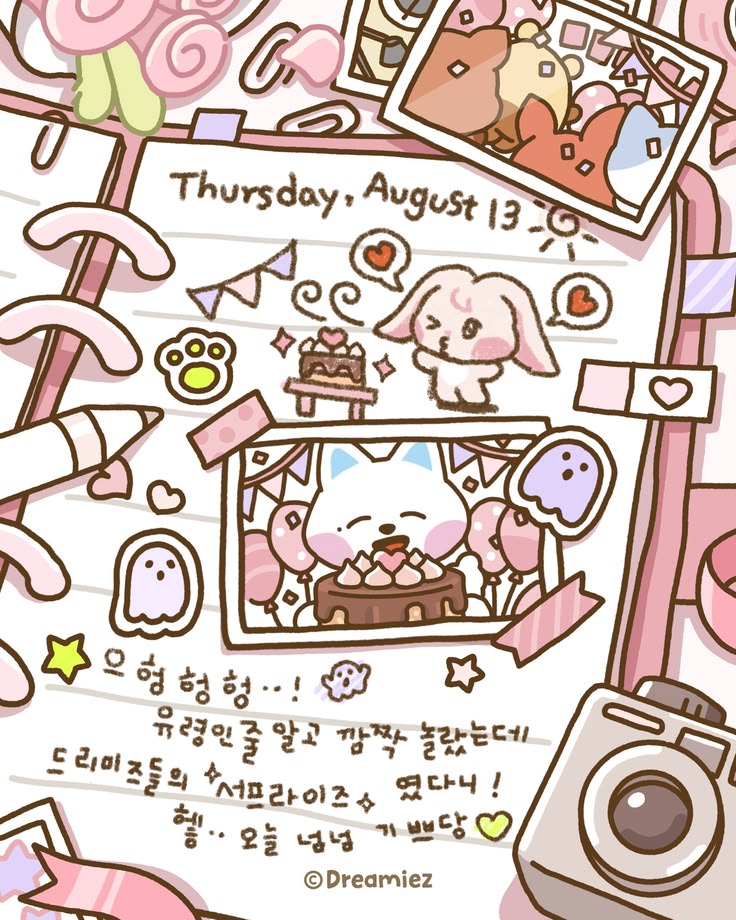 Thursday, August 13
으 헝 헝 헝··!
유령인줄 알고 깜짝 놀랐는데
드리미즈들의 서프라이즈 였다니!
헿·· 오늘 넘넘 기쁘당
©Dreamiez